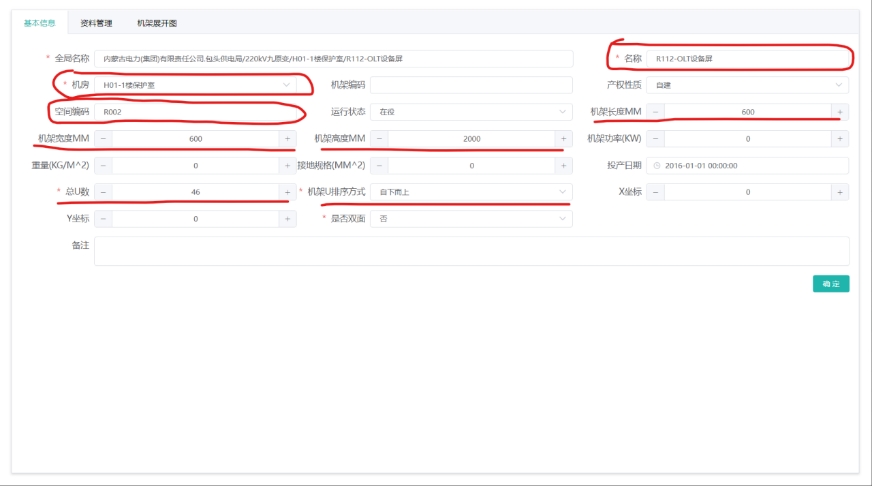 基本信息 资料管理 机架展开图
* 全局名称 内蒙古电力(集团)有限责任公司.包头供电局/220kV九原变/H01-1楼保护室/R112-OLT设备屏 * 名称 R112-OLT设备屏
* 机房 H01-1楼保护室 机架编码 产权性质 自建
空间编码 R002 运行状态 在役 机架长度MM − 600 +
机架宽度MM − 600 + 机架高度MM − 2000 + 机架功率(KW) − 0 +
重量(KG/M^2) − 0 + 接地规格(MM^2) − 0 + 投产日期 2016-01-01 00:00:00
* 总U数 − 46 + * 机架U排序方式 自下而上 X坐标 − 0 +
Y坐标 − 0 + * 是否双面 否
备注
确 定